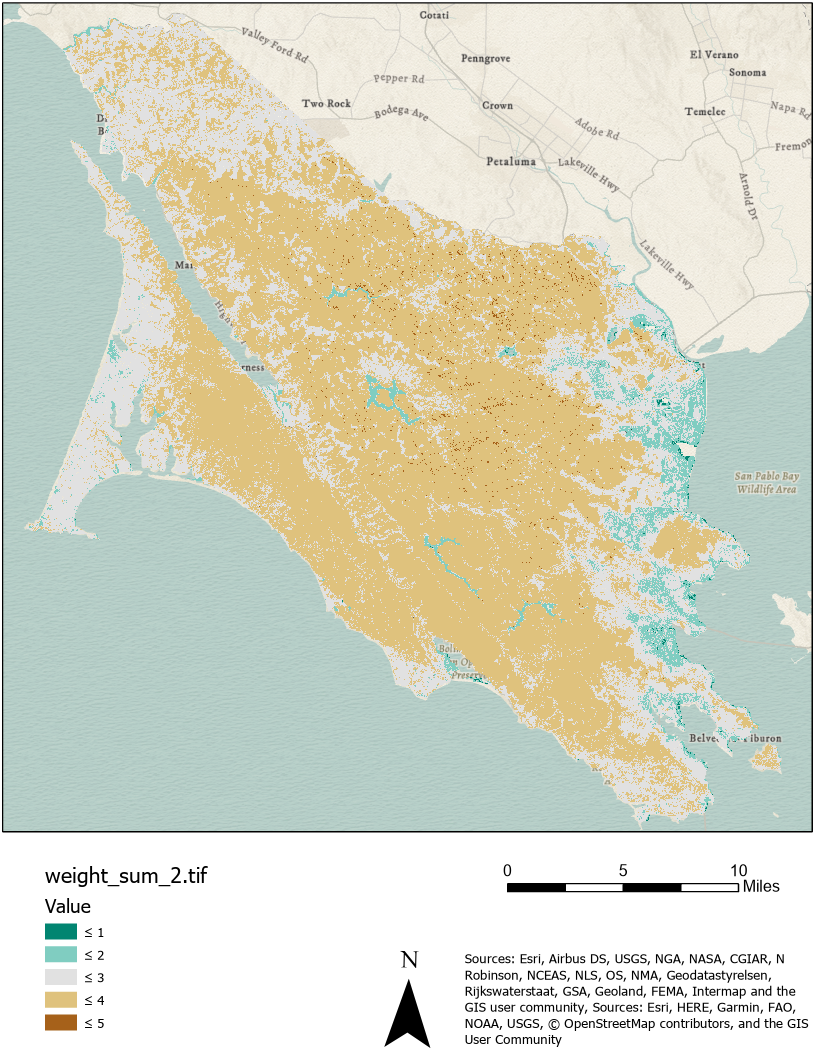 Cotati
Valley Ford Rd
Penngrove
El Verano
Sonoma
Pepper Rd
Two Rock
Crown
Temelec
Napa Rd
Bodega Ave
Adobe Rd
Fremon
Petaluma
Lakeville Hwy
Arnold Dr
Lakeville Hwy
San Pablo Bay
Wildlife Area
weight_sum_2.tif
Value
≤ 1
≤ 2
≤ 3
≤ 4
≤ 5
0 5 10
Miles
N
Sources: Esri, Airbus DS, USGS, NGA, NASA, CGIAR, N
Robinson, NCEAS, NLS, OS, NMA, Geodatastyrelsen,
Rijkswaterstaat, GSA, Geoland, FEMA, Intermap and the
GIS user community, Sources: Esri, HERE, Garmin, FAO,
NOAA, USGS, © OpenStreetMap contributors, and the GIS
User Community